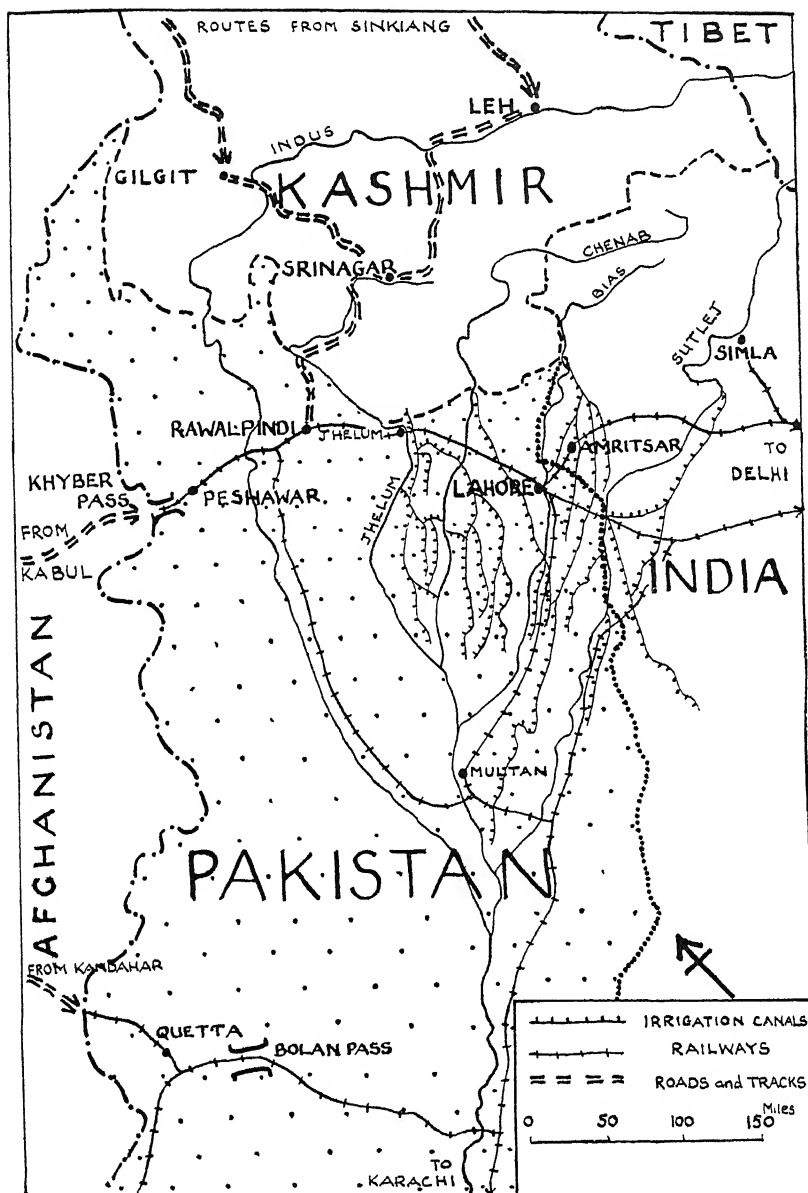 ROUTES FROM SINKIANG
TIBET
LEH
INDUS
GILGIT
KASHMIR
CHENAB
SRINAGAR
BIAS
SUTLEJ
SIMLA
RAWALPINDI
JHELUM
AMRITSAR
TO
DELHI
KHYBER
PASS
PESHAWAR
LAHORE
JHELUM
FROM
KABUL
INDIA
AFGHANISTAN
MULTAN
PAKISTAN
FROM KANDAHAR
QUETTA
BOLAN PASS
TO
KARACHI
IRRIGATION CANALS
RAILWAYS
ROADS and TRACKS
Miles
0 50 100 150